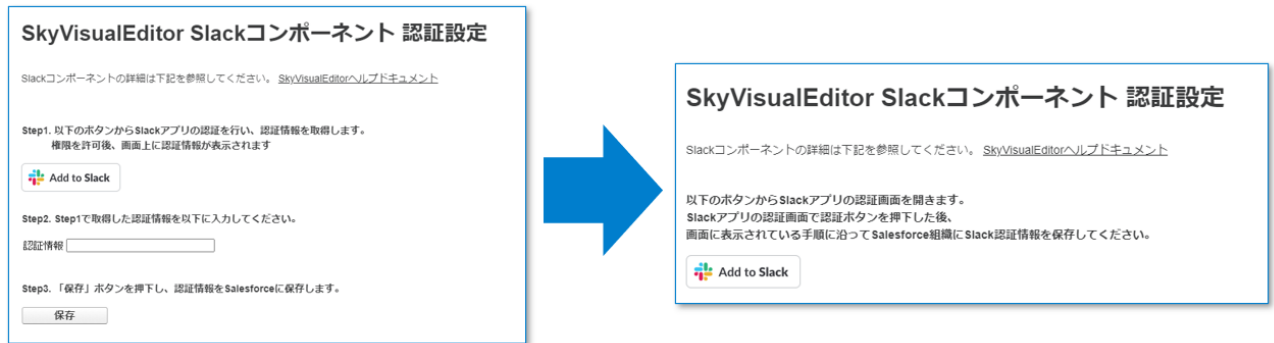 SkyVisualEditor Slackコンポーネント 認証設定
Slackコンポーネントの詳細は下記を参照してください。 SkyVisualEditorヘルプドキュメント
Step1. 以下のボタンからSlackアプリの認証を行い、認証情報を取得します。
権限を許可後、画面上に認証情報が表示されます
Add to Slack
Step2. Step1で取得した認証情報を以下に入力してください。
認証情報
Step3. 「保存」ボタンを押下し、認証情報をSalesforceに保存します。
保存
SkyVisualEditor Slackコンポーネント 認証設定
Slackコンポーネントの詳細は下記を参照してください。 SkyVisualEditorヘルプドキュメント
以下のボタンからSlackアプリの認証画面を開きます。
Slackアプリの認証画面で認証ボタンを押下した後、
画面に表示されている手順に沿ってSalesforce組織にSlack認証情報を保存してください。
Add to Slack